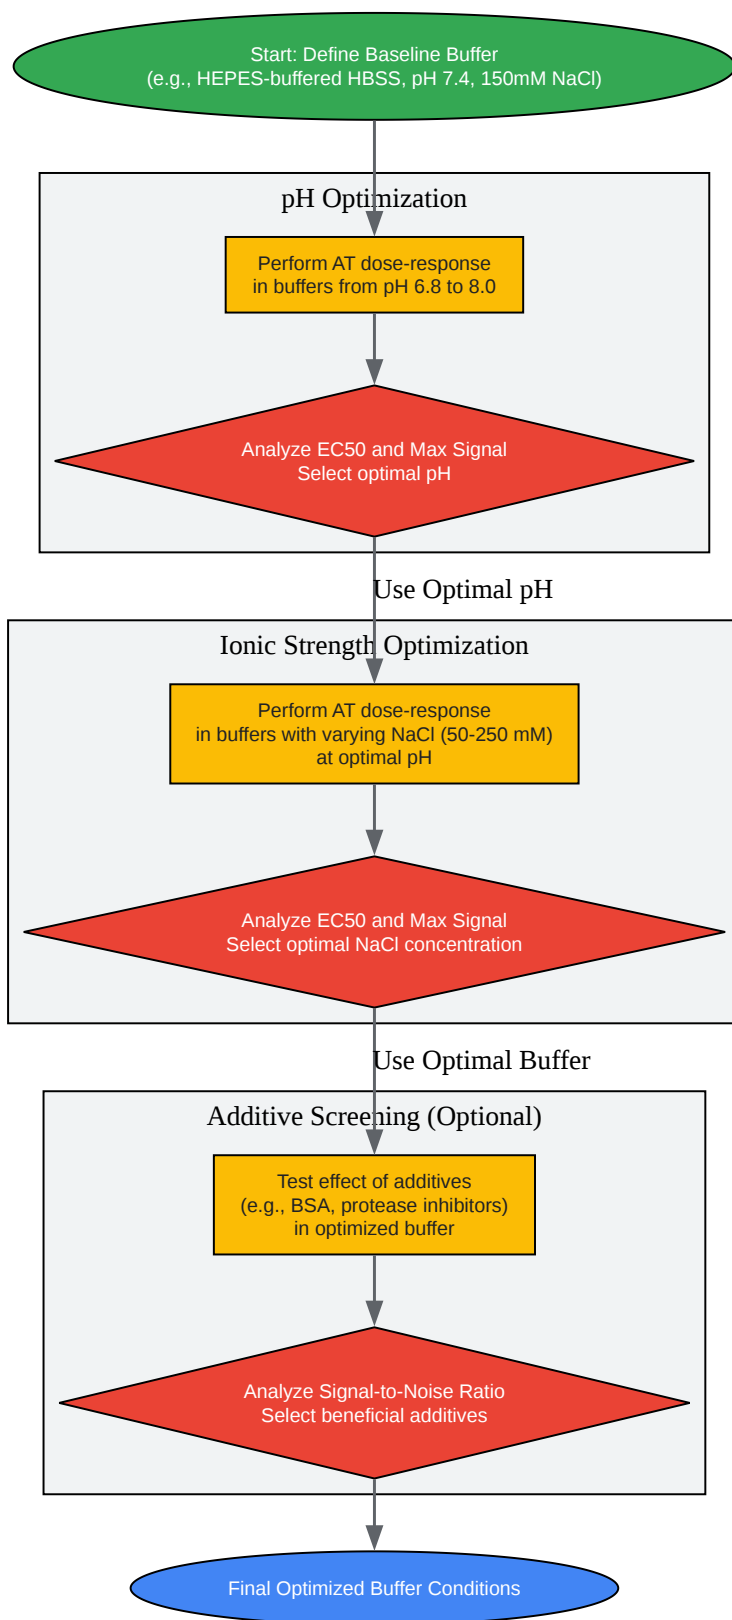 Start: Define Baseline Buffer
(e.g., HEPES-buffered HBSS, pH 7.4, 150mM NaCl)
pH Optimization
Perform AT dose-response
in buffers from pH 6.8 to 8.0
Analyze EC50 and Max Signal
Select optimal pH
Use Optimal pH
Ionic Strength Optimization
Perform AT dose-response
in buffers with varying NaCl (50-250 mM)
at optimal pH
Analyze EC50 and Max Signal
Select optimal NaCl concentration
Use Optimal Buffer
Additive Screening (Optional)
Test effect of additives
(e.g., BSA, protease inhibitors)
in optimized buffer
Analyze Signal-to-Noise Ratio
Select beneficial additives
Final Optimized Buffer Conditions